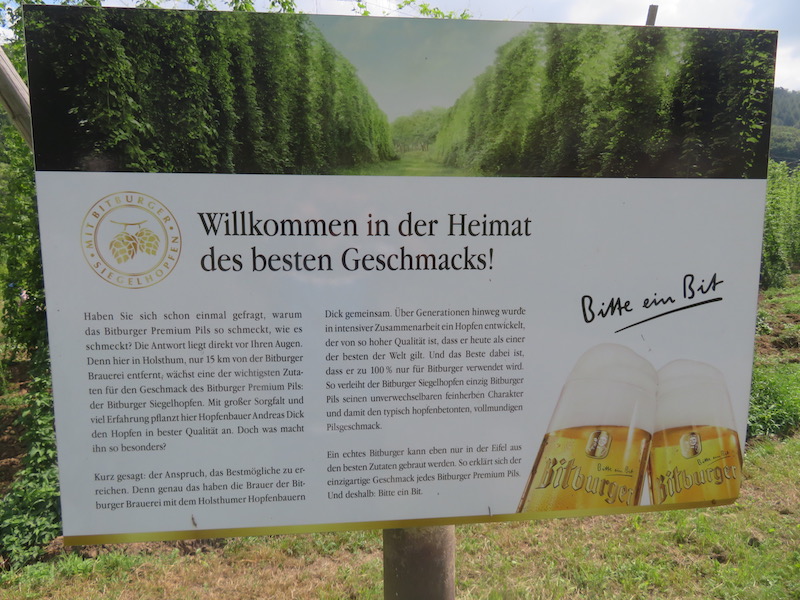 MIT BITBURGER
SIEGELHOPFEN
Willkommen in der Heimat
des besten Geschmacks!
Haben Sie sich schon einmal gefragt, warum
das Bitburger Premium Pils so schmeckt, wie es
schmeckt? Die Antwort liegt direkt vor Ihren Augen.
Denn hier in Holsthum, nur 15 km von der Bitburger
Brauerei entfernt, wächst eine der wichtigsten Zuta-
ten für den Geschmack des Bitburger Premium Pils:
der Bitburger Siegelhopfen. Mit großer Sorgfalt und
viel Erfahrung pflanzt hier Hopfenbauer Andreas Dick
den Hopfen in bester Qualität an. Doch was macht
ihn so besonders?
Kurz gesagt: der Anspruch, das Bestmögliche zu er-
reichen. Denn genau das haben die Brauer der Bit-
burger Brauerei mit dem Holsthumer Hopfenbauern
Dick gemeinsam. Über Generationen hinweg wurde
in intensiver Zusammenarbeit ein Hopfen entwickelt,
der von so hoher Qualität ist, dass er heute als einer
der besten der Welt gilt. Und das Beste dabei ist,
dass er zu 100 % nur für Bitburger verwendet wird.
So verleiht der Bitburger Siegelhopfen einzig Bitburger
Pils seinen unverwechselbaren feinherben Charakter
und damit den typisch hopfenbetonten, vollmundigen
Pilsgeschmack.
Ein echtes Bitburger kann eben nur in der Eifel aus
den besten Zutaten gebraut werden. So erklärt sich der
einzigartige Geschmack jedes Bitburger Premium Pils.
Und deshalb: Bitte ein Bit.
Bitte ein Bit
Bitte ein Bit
Bitburger
Bitte ein Bit
Bitburger